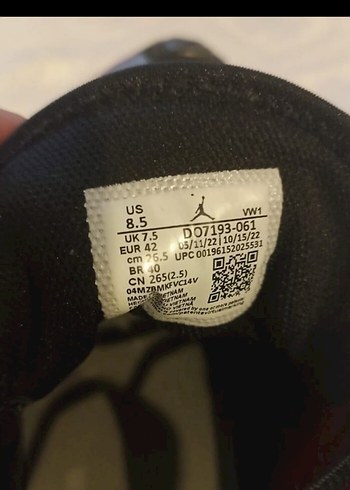 US
8.5
VW1
UK 7.5 DO7193-061
EUR 42 05/11/22 10/15/22
cm 26.5 UPC 00196152025531
BR 40
CN 265(2.5)
04MZBMKFVC14V
MADE VIETNAM
VIETNAM